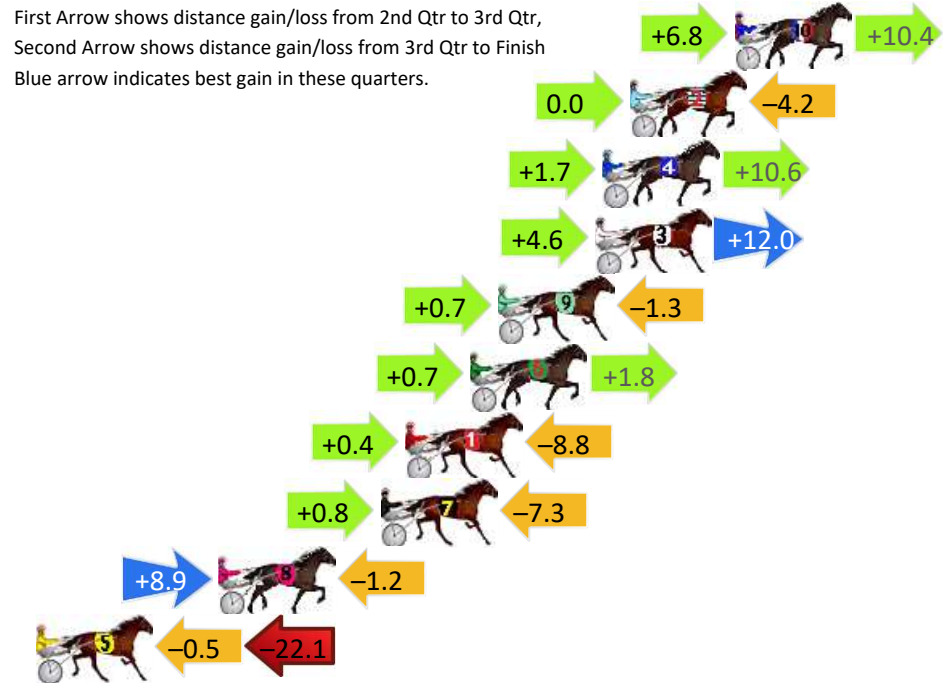 First Arrow shows distance gain/loss from 2nd Qtr to 3rd Qtr,
Second Arrow shows distance gain/loss from 3rd Qtr to Finish
Blue arrow indicates best gain in these quarters.
+6.8 10 +10.4
0.0 2 –4.2
+1.7 4 +10.6
+4.6 3 +12.0
+0.7 9 –1.3
+0.7 6 +1.8
+0.4 1 –8.8
+0.8 7 –7.3
+8.9 8 –1.2
5 –0.5 –22.1